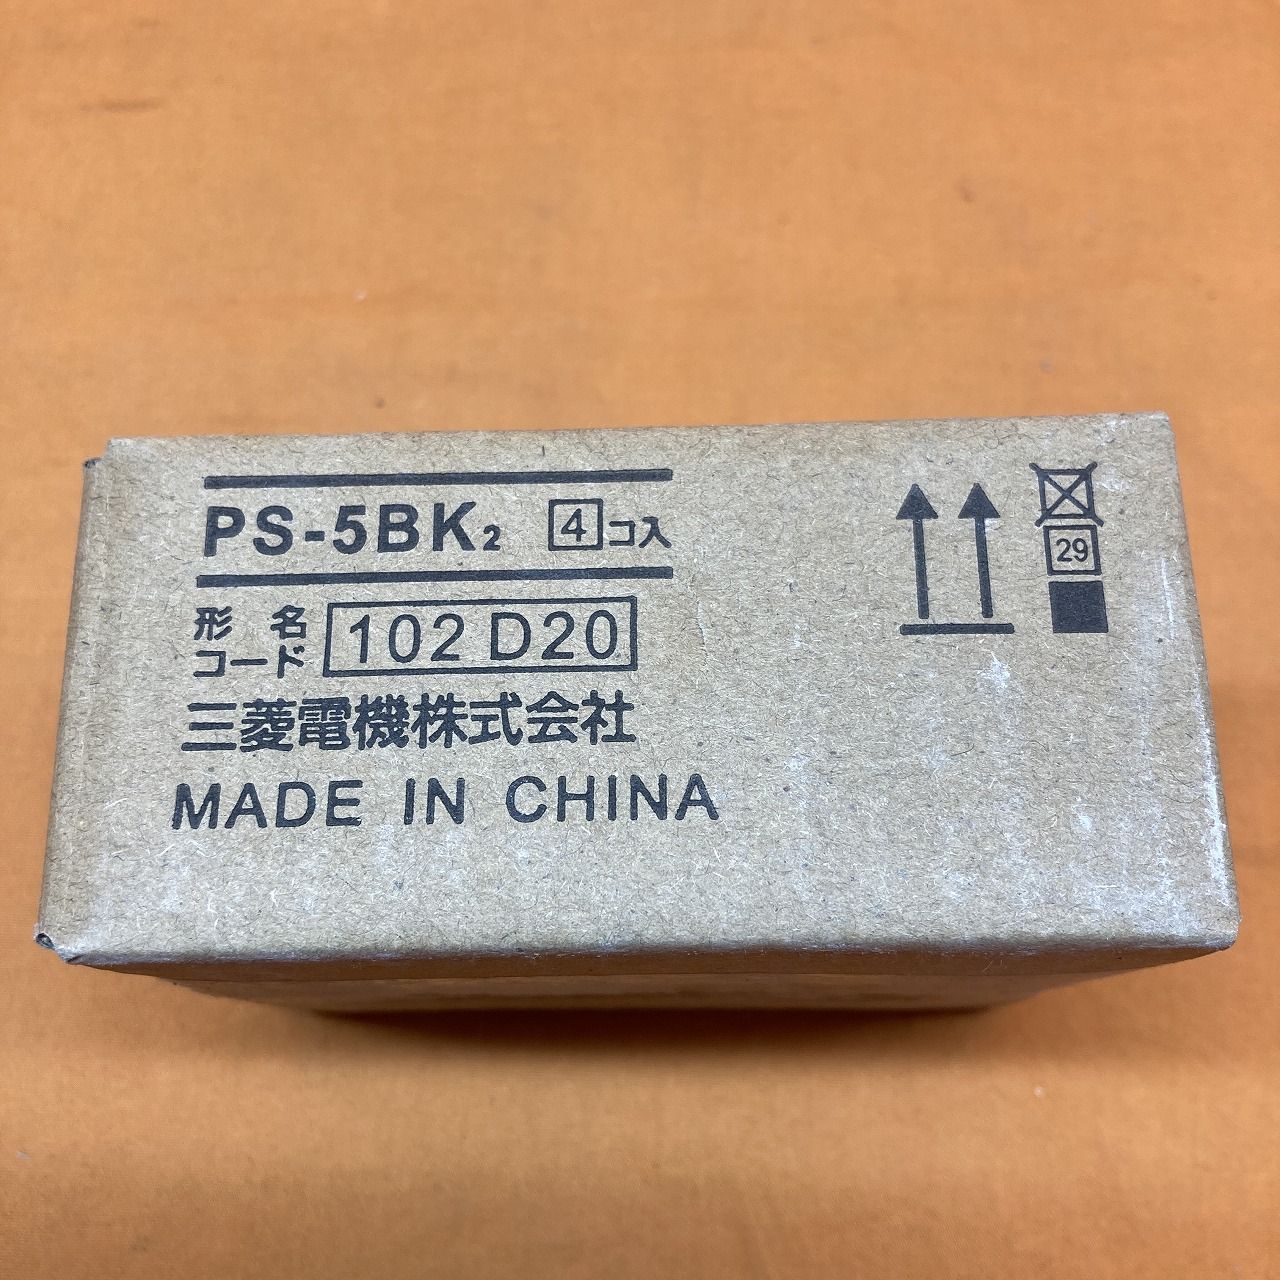 PS-5BK₂ 4コ入
形名
コード 102 D20
三菱電機株式会社
MADE IN CHINA
29